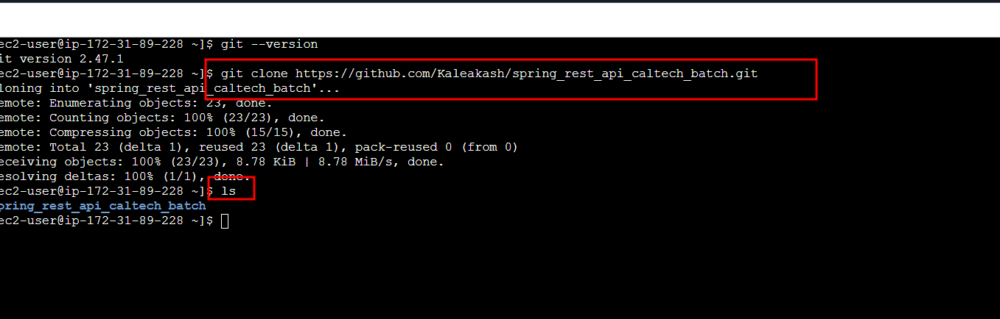 ec2-user@ip-172-31-89-228 ~]$ git --version
it version 2.47.1
ec2-user@ip-172-31-89-228 ~]$ git clone https://github.com/Kaleakash/spring_rest_api_caltech_batch.git
loning into 'spring_rest_api_caltech_batch'...
emote: Enumerating objects: 23, done.
emote: Counting objects: 100% (23/23), done.
emote: Compressing objects: 100% (15/15), done.
emote: Total 23 (delta 1), reused 23 (delta 1), pack-reused 0 (from 0)
eceiving objects: 100% (23/23), 8.78 KiB | 8.78 MiB/s, done.
esolving deltas: 100% (1/1), done.
ec2-user@ip-172-31-89-228 ~]$ ls
pring_rest_api_caltech_batch
ec2-user@ip-172-31-89-228 ~]$